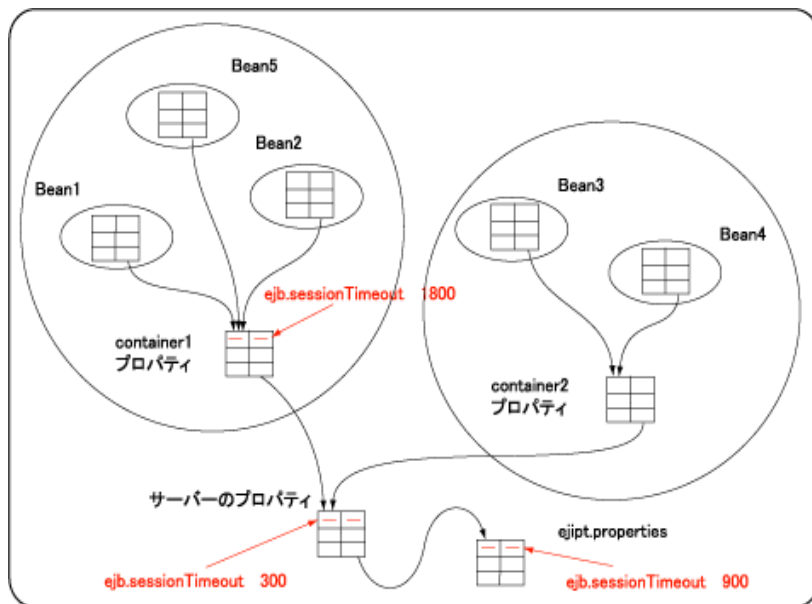 Bean5
Bean2
Bean1
Bean3
Bean4
ejb.sessionTimeout 1800
container1
プロパティ
container2
プロパティ
サーバーのプロパティ
ejipt.properties
ejb.sessionTimeout 300
ejb.sessionTimeout 900